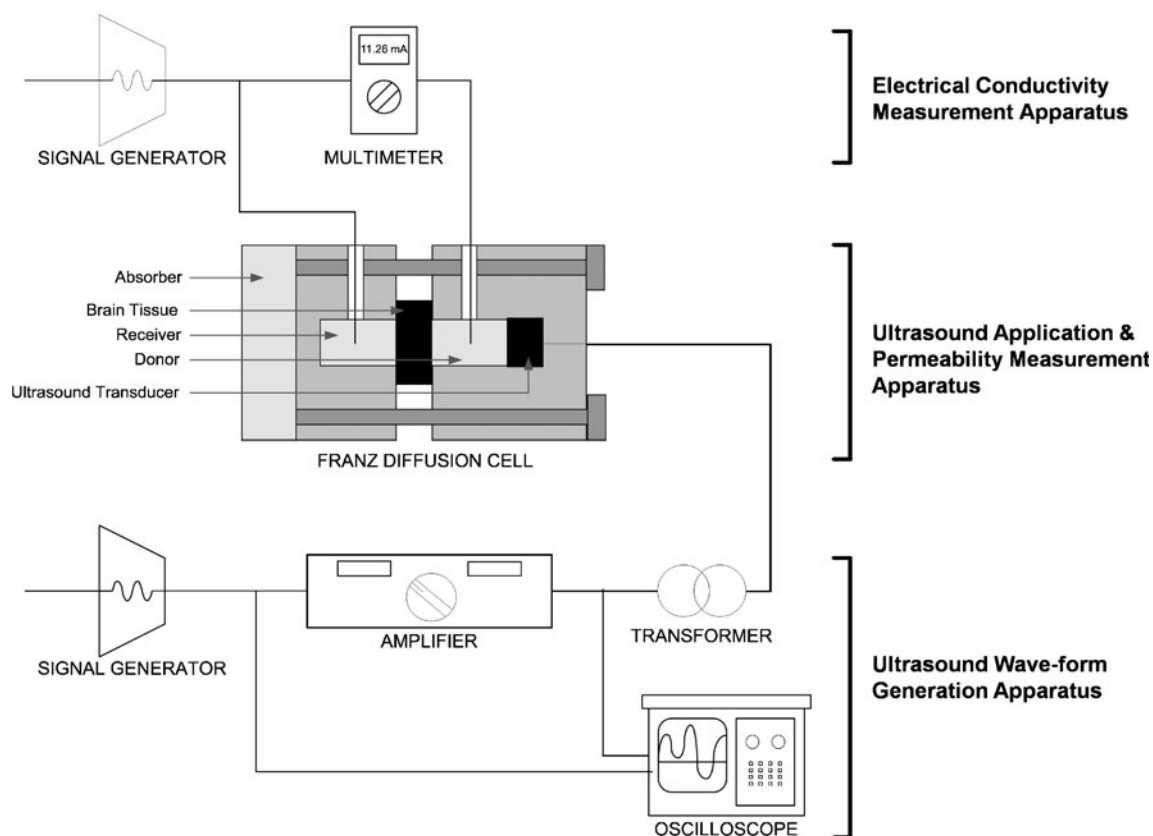 11.26 mA
SIGNAL GENERATOR
MULTIMETER
Electrical Conductivity
Measurement Apparatus
Absorber
Brain Tissue
Receiver
Donor
Ultrasound Transducer
FRANZ DIFFUSION CELL
Ultrasound Application &
Permeability Measurement
Apparatus
SIGNAL GENERATOR
AMPLIFIER
TRANSFORMER
OSCILLOSCOPE
Ultrasound Wave-form
Generation Apparatus